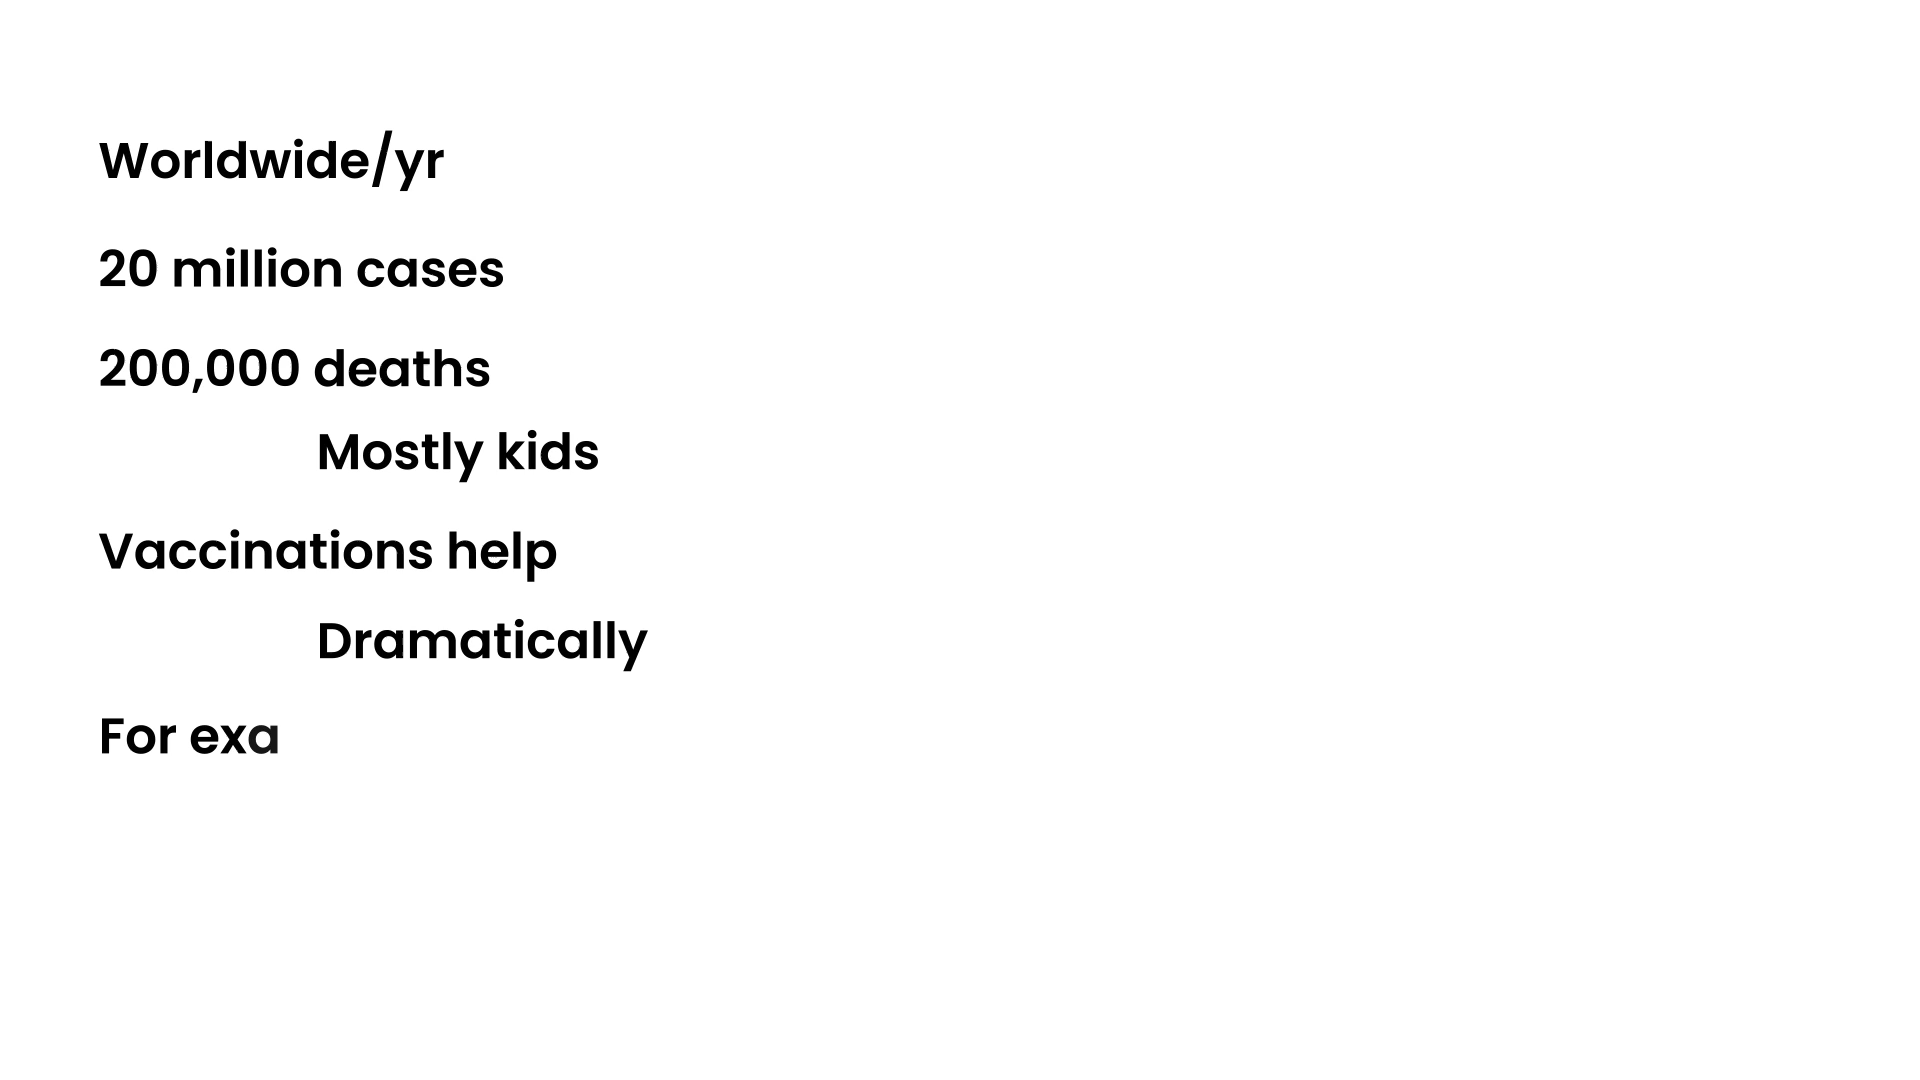 Worldwide/yr
20 million cases
200,000 deaths
Mostly kids
Vaccinations help
Dramatically
For exa